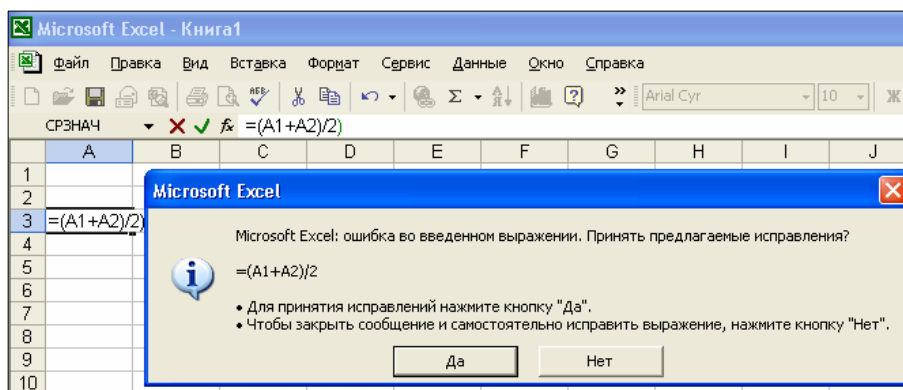 Microsoft Excel - Книга1
Файл Правка Вид Вставка Формат Сервис Данные Окно Справка
Arial Cyr 10 Ж
СРЗНАЧ fx =(A1+A2)/2)
A B C D E F G H I J
1
2
Microsoft Excel
3 =(A1+A2)/2)
Microsoft Excel: ошибка во введенном выражении. Принять предлагаемые исправления?
4
5
=(A1+A2)/2
6
7
• Для принятия исправлений нажмите кнопку "Да".
• Чтобы закрыть сообщение и самостоятельно исправить выражение, нажмите кнопку "Нет".
8
9
Да Нет
10